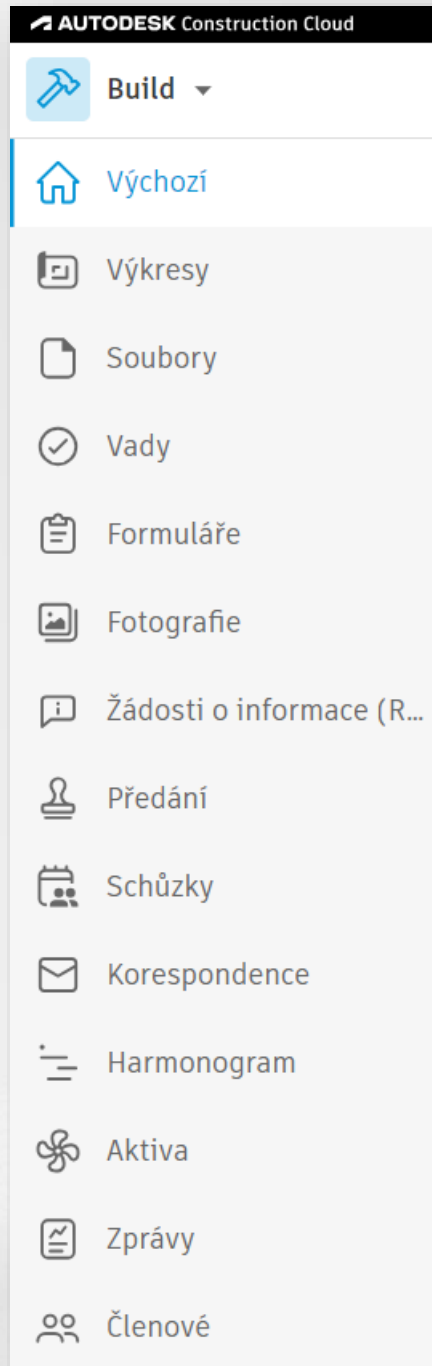 AUTODESK Construction Cloud
Build
Výchozí
Výkresy
Soubory
Vady
Formuláře
Fotografie
Žádosti o informace (R...
Předání
Schůzky
Korespondence
Harmonogram
Aktiva
Zprávy
Členové